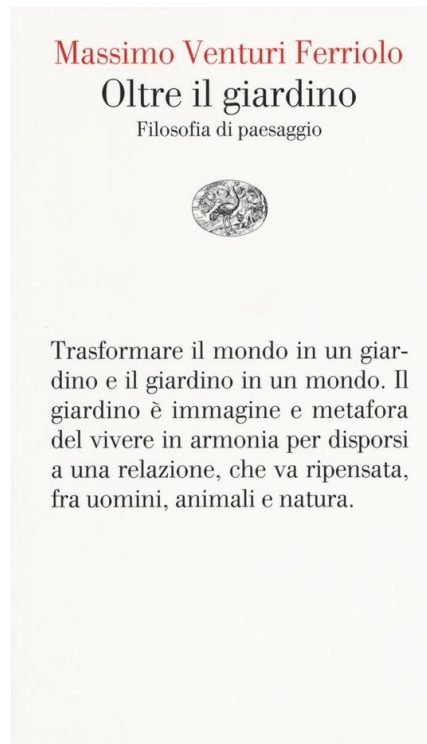 Massimo Venturi Ferriolo
Oltre il giardino
Filosofia di paesaggio
Trasformare il mondo in un giar-
dino e il giardino in un mondo. Il
giardino è immagine e metafora
del vivere in armonia per disporsi
a una relazione, che va ripensata,
fra uomini, animali e natura.